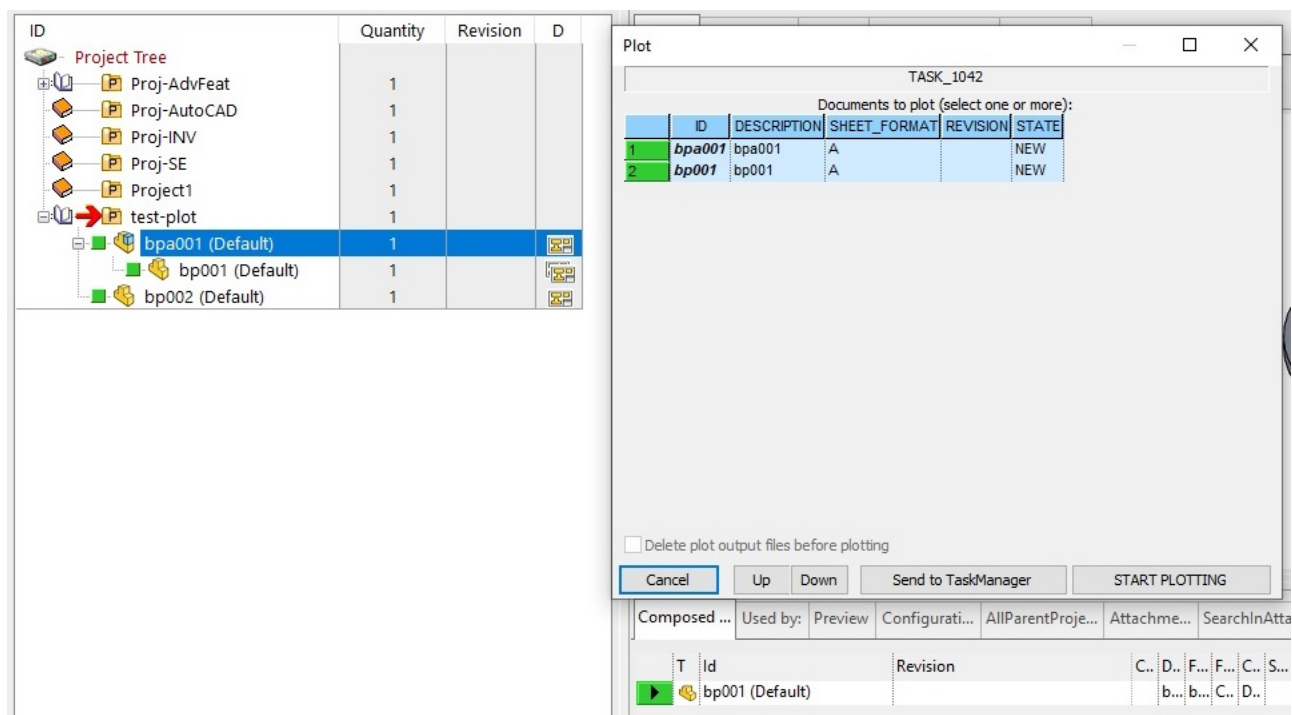 ID Quantity Revision D
Project Tree
Proj-AdvFeat 1
Proj-AutoCAD 1
Proj-INV 1
Proj-SE 1
Project1 1
test-plot 1
bpa001 (Default) 1
bp001 (Default) 1
bp002 (Default) 1
Plot
TASK_1042
Documents to plot (select one or more):
ID DESCRIPTION SHEET_FORMAT REVISION STATE
1 bpa001 bpa001 A NEW
2 bp001 bp001 A NEW
Delete plot output files before plotting
Cancel Up Down Send to TaskManager START PLOTTING
Composed ... Used by: Preview Configurati... AllParentProje... Attachme... SearchInAtta
T Id Revision C.. D.. F... F... C.. S...
bp001 (Default) b... b... C.. D..